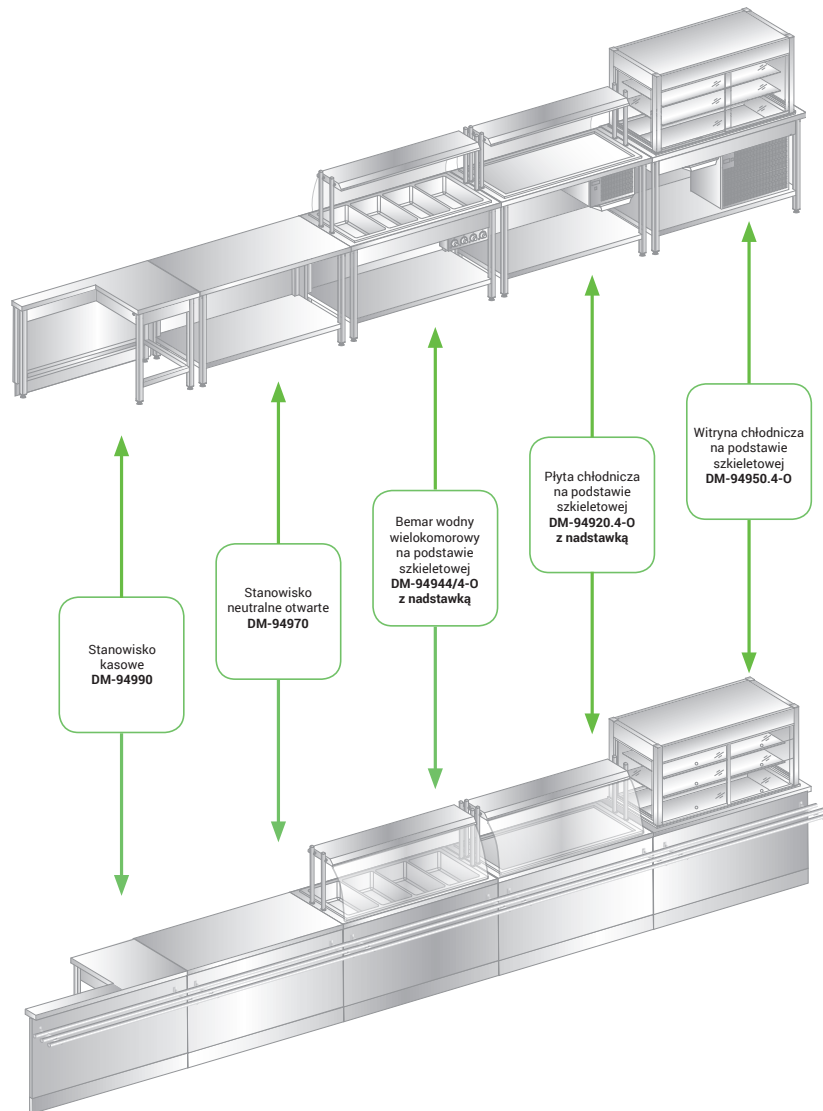 Stanowisko
kasowe
DM-94990
Stanowisko
neutralne otwarte
DM-94970
Bemar wodny
wielokomorowy
na podstawie
szkieletowej
DM-94944/4-O
z nadstawką
Płyta chłodnicza
na podstawie
szkieletowej
DM-94920.4-O
z nadstawką
Witryna chłodnicza
na podstawie
szkieletowej
DM-94950.4-O